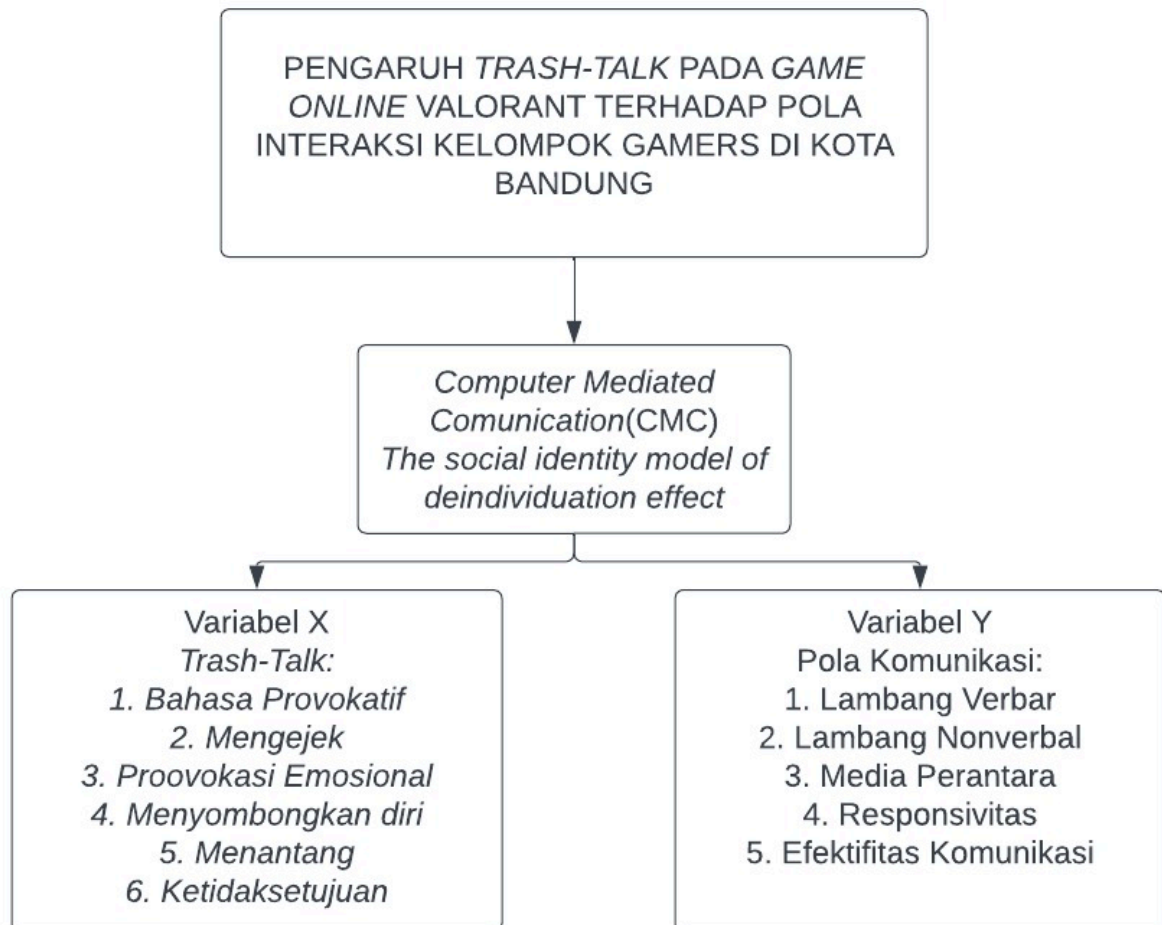 PENGARUH TRASH-TALK PADA GAME
ONLINE VALORANT TERHADAP POLA
INTERAKSI KELOMPOK GAMERS DI KOTA
BANDUNG
Computer Mediated
Comunication(CMC)
The social identity model of
deindividuation effect
Variabel X
Trash-Talk:
1. Bahasa Provokatif
2. Mengejek
3. Proovokasi Emosional
4. Menyombongkan diri
5. Menantang
6. Ketidaksetujuan
Variabel Y
Pola Komunikasi:
1. Lambang Verbar
2. Lambang Nonverbal
3. Media Perantara
4. Responsivitas
5. Efektifitas Komunikasi